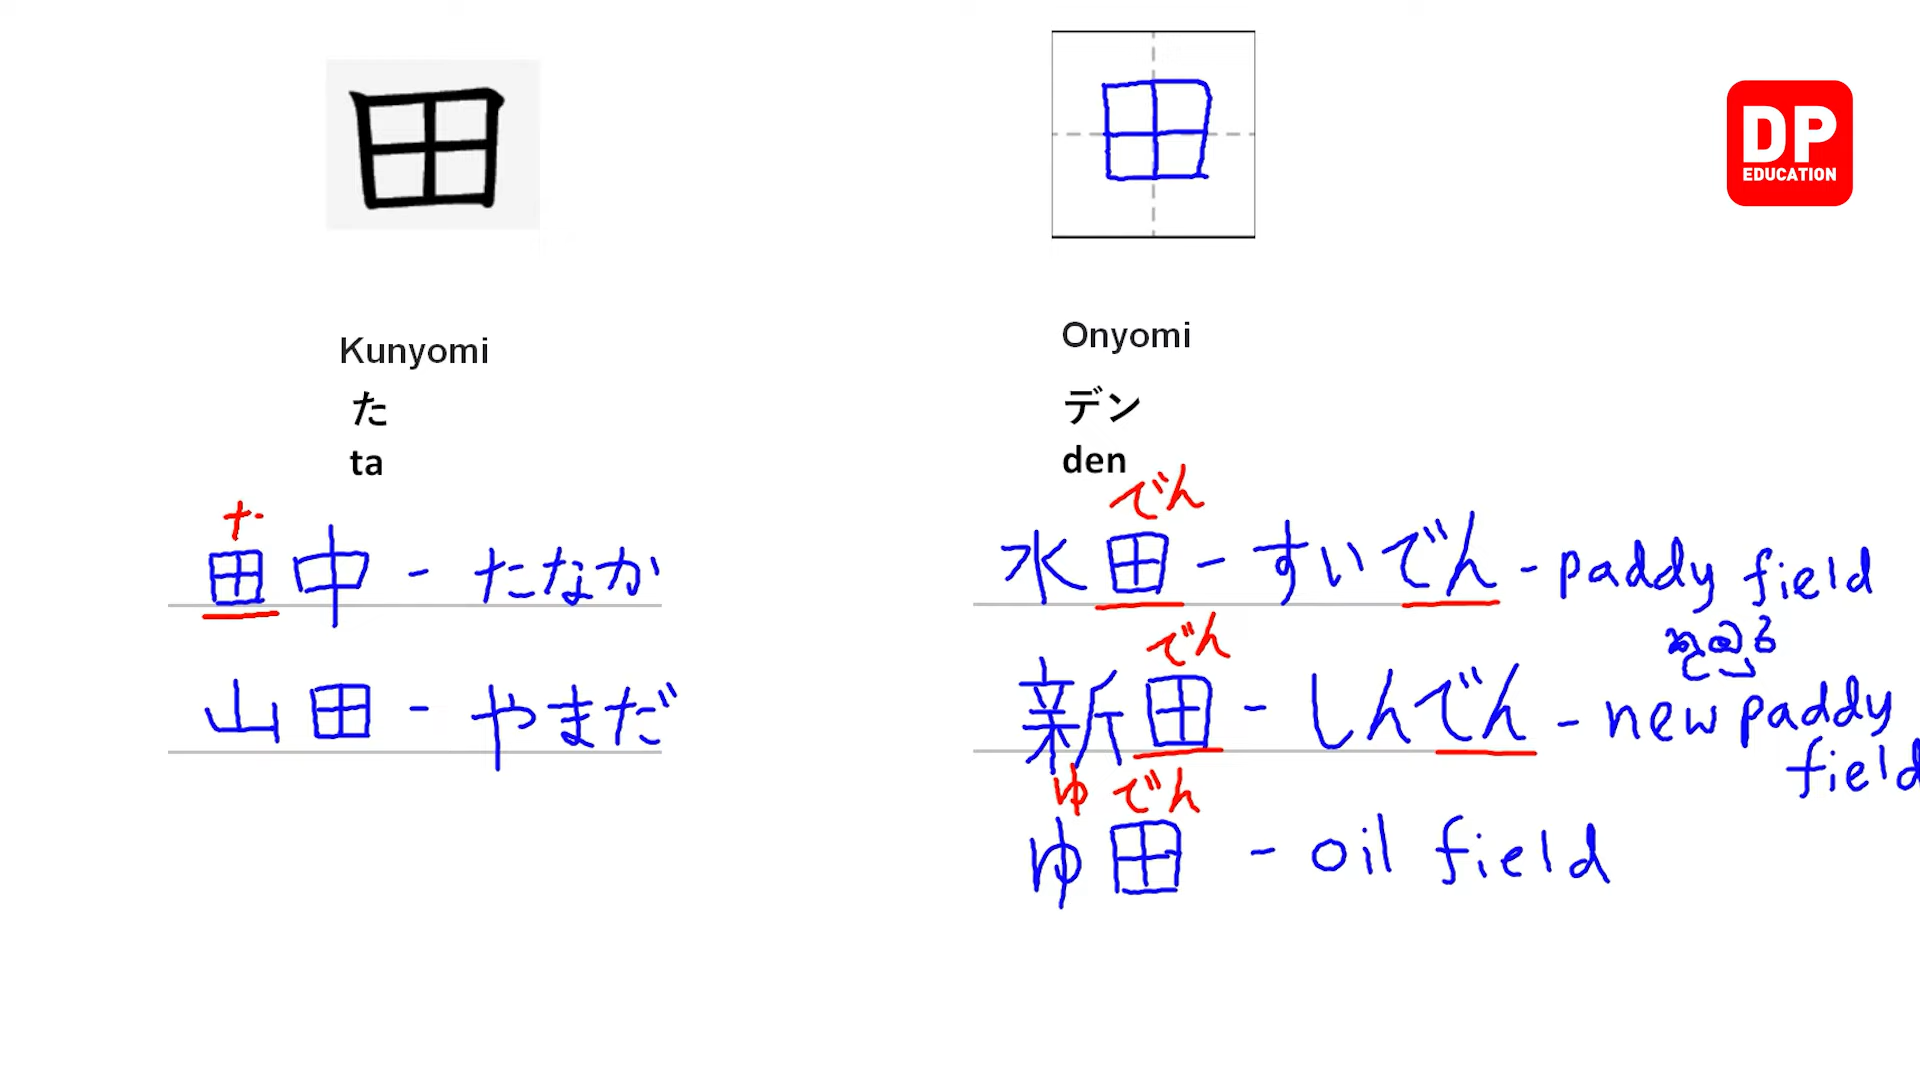 田
Kunyomi
た
ta
た
田中 - たなか
山田 - やまだ
田
Onyomi
デン
den
でん
水田 - すいでん - paddy field
でん
新田 - しんでん - new paddy field
ゆ でん
ゆ田 - oil field
DP
EDUCATION